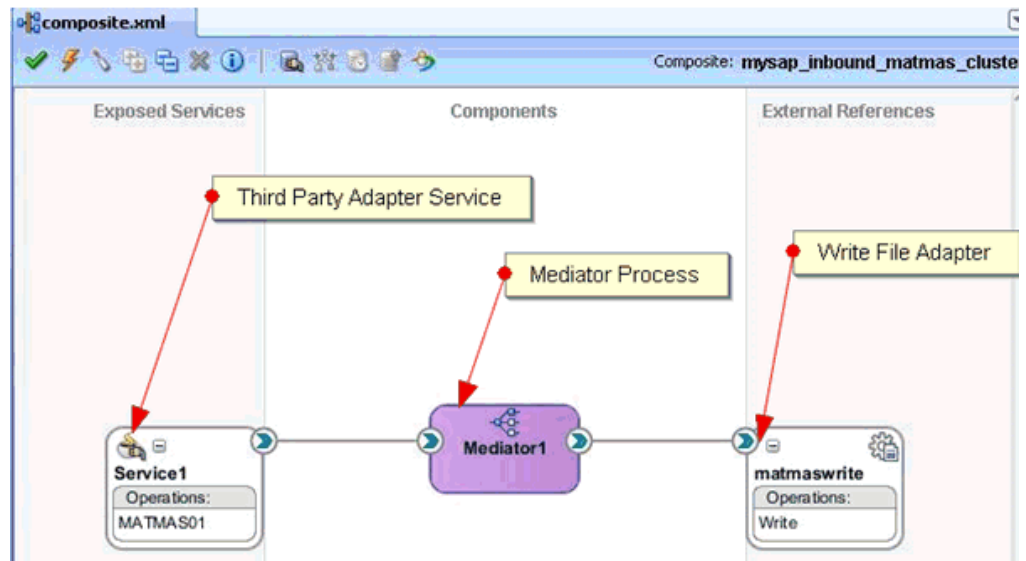 composite.xml
Composite: mysap_inbound_matmas_cluste
Exposed Services
Components
External References
Third Party Adapter Service
Mediator Process
Write File Adapter
Service1
Operations:
MATMAS01
Mediator1
matmaswrite
Operations:
Write